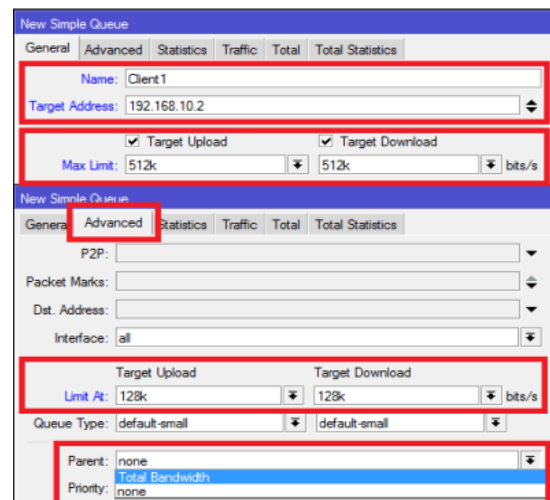 New Simple Queue
General Advanced Statistics Traffic Total Total Statistics
Name: Client1
Target Address: 192.168.10.2
Target Upload Target Download
Max Limit: 512k 512k bits/s
New Simple Queue
General Advanced Statistics Traffic Total Total Statistics
P2P:
Packet Marks:
Dst. Address:
Interface: all
Target Upload Target Download
Limit At: 128k 128k bits/s
Queue Type: default-small default-small
Parent: none
Total Bandwidth
Priority: none